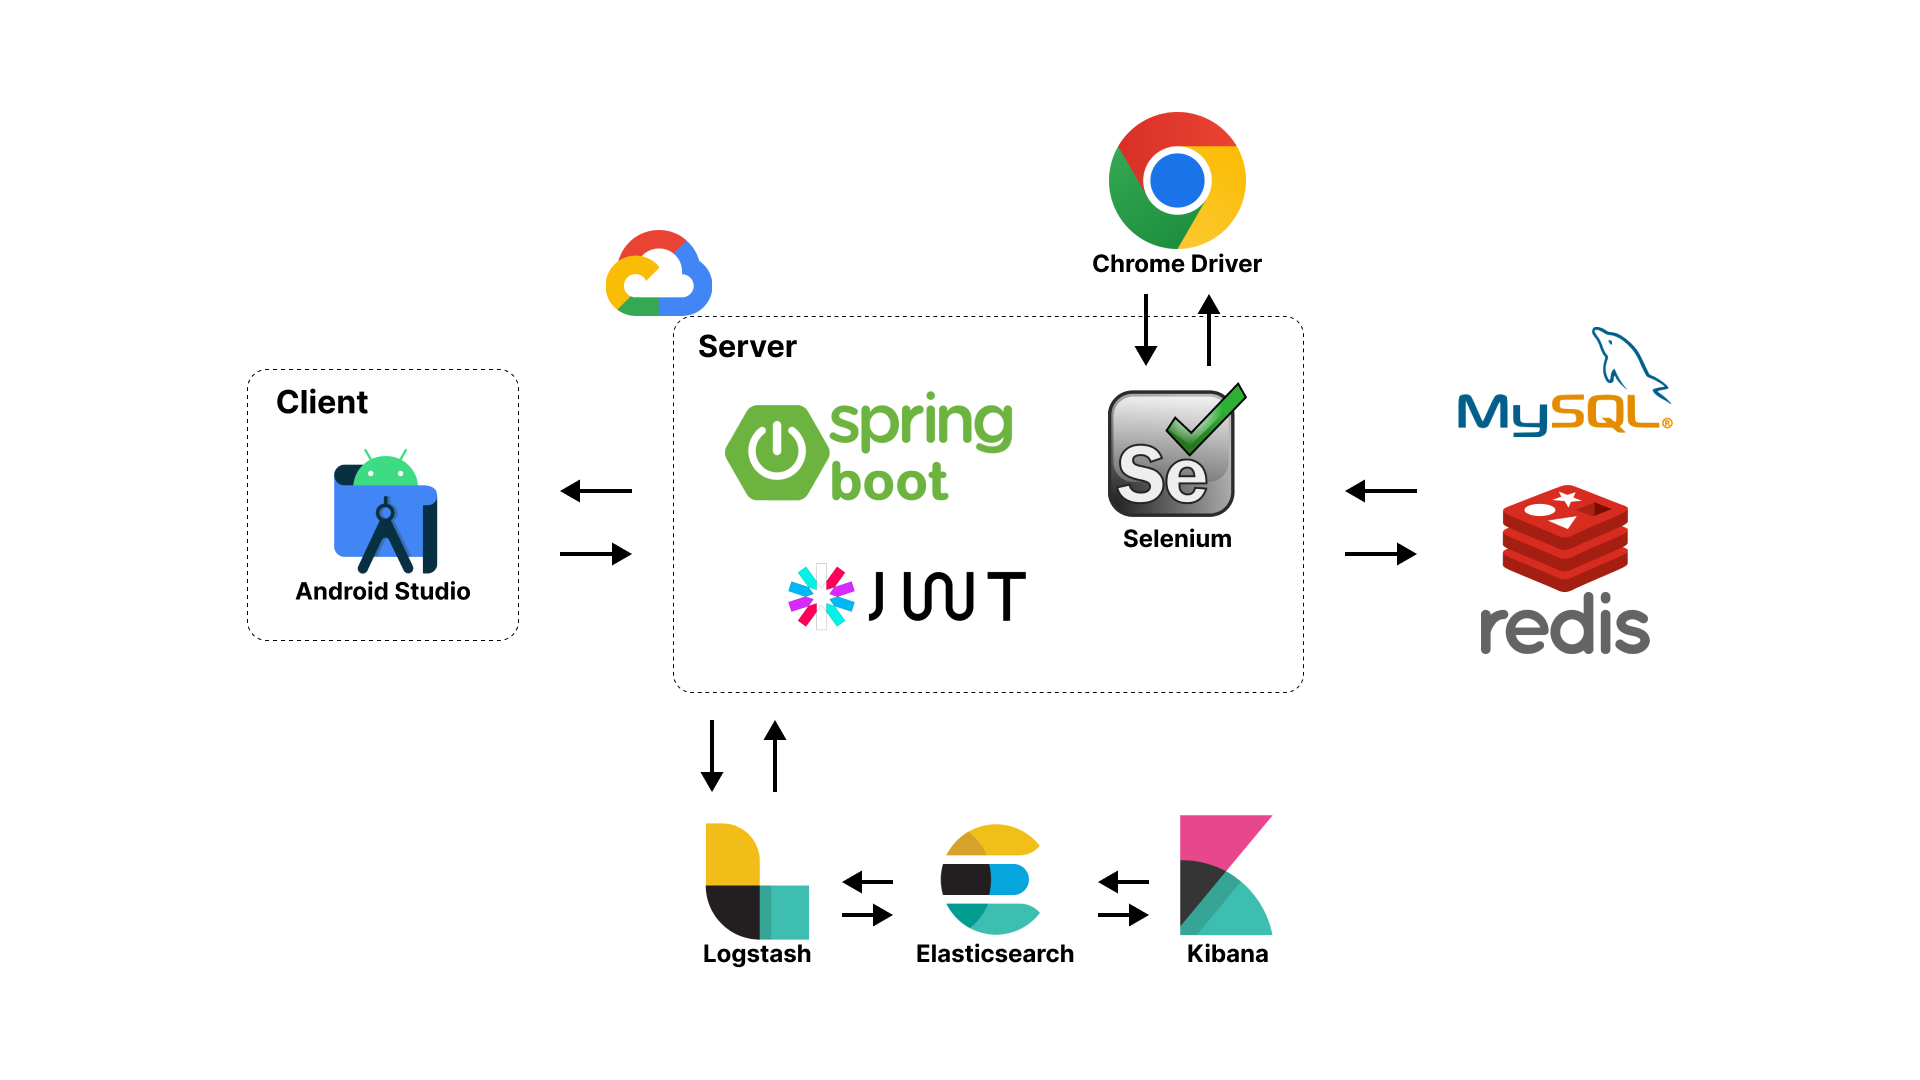 Chrome Driver
Server
Client
spring
boot
Se
Selenium
MySQL®
Android Studio
JWT
redis
Logstash
Elasticsearch
Kibana